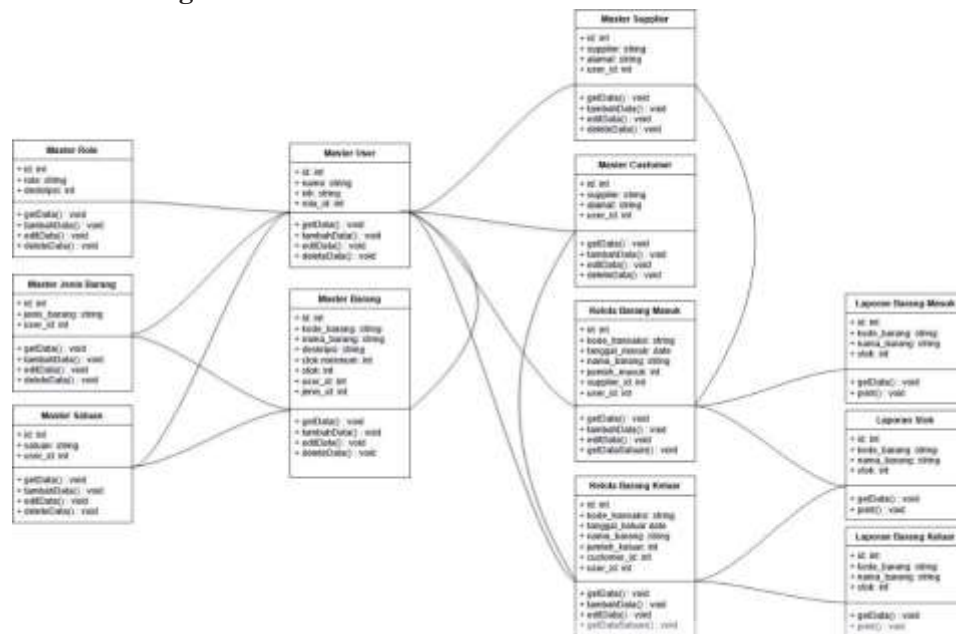 Master Supplier
+ id: int
+ supplier: string
+ alamat: string
+ user_id: int
+ getData() : void
+ tambahData() : void
+ editData() : void
+ deleteData() : void
Master Role
+ id: int
+ role: string
+ deskripsi: int
+ getData() : void
+ tambahData() : void
+ editData() : void
+ deleteData() : void
Master User
+ id: int
+ nama: string
+ nik: string
+ role_id: int
+ getData() : void
+ tambahData() : void
+ editData() : void
+ deleteData() : void
Master Customer
+ id: int
+ supplier: string
+ alamat: string
+ user_id: int
+ getData() : void
+ tambahData() : void
+ editData() : void
+ deleteData() : void
Master Jenis Barang
+ id: int
+ jenis_barang: string
+ user_id: int
+ getData() : void
+ tambahData() : void
+ editData() : void
+ deleteData() : void
Master Barang
+ id: int
+ kode_barang: string
+ nama_barang: string
+ deskripsi: string
+ stok minimum: int
+ stok: int
+ user_id: int
+ jenis_id: int
+ getData() : void
+ tambahData() : void
+ editData() : void
+ deleteData() : void
Kelola Barang Masuk
+ id: int
+ kode_transaksi: string
+ tanggal_masuk: date
+ nama_barang: string
+ jumlah_masuk: int
+ supplier_id: int
+ user_id: int
+ getData() : void
+ tambahData() : void
+ editData() : void
+ getDataSatuan() : void
Laporan Barang Masuk
+ id: int
+ kode_barang: string
+ nama_barang: string
+ stok: int
+ getData() : void
+ print() : void
Master Satuan
+ id: int
+ satuan: string
+ user_id: int
+ getData() : void
+ tambahData() : void
+ editData() : void
+ deleteData() : void
Laporan Stok
+ id: int
+ kode_barang: string
+ nama_barang: string
+ stok: int
+ getData() : void
+ print() : void
Kelola Barang Keluar
+ id: int
+ kode_transaksi: string
+ tanggal_keluar: date
+ nama_barang: string
+ jumlah_keluar: int
+ customer_id: int
+ user_id: int
+ getData() : void
+ tambahData() : void
+ editData() : void
+ getDataSatuan() : void
Laporan Barang Keluar
+ id: int
+ kode_barang: string
+ nama_barang: string
+ stok: int
+ getData() : void
+ print() : void